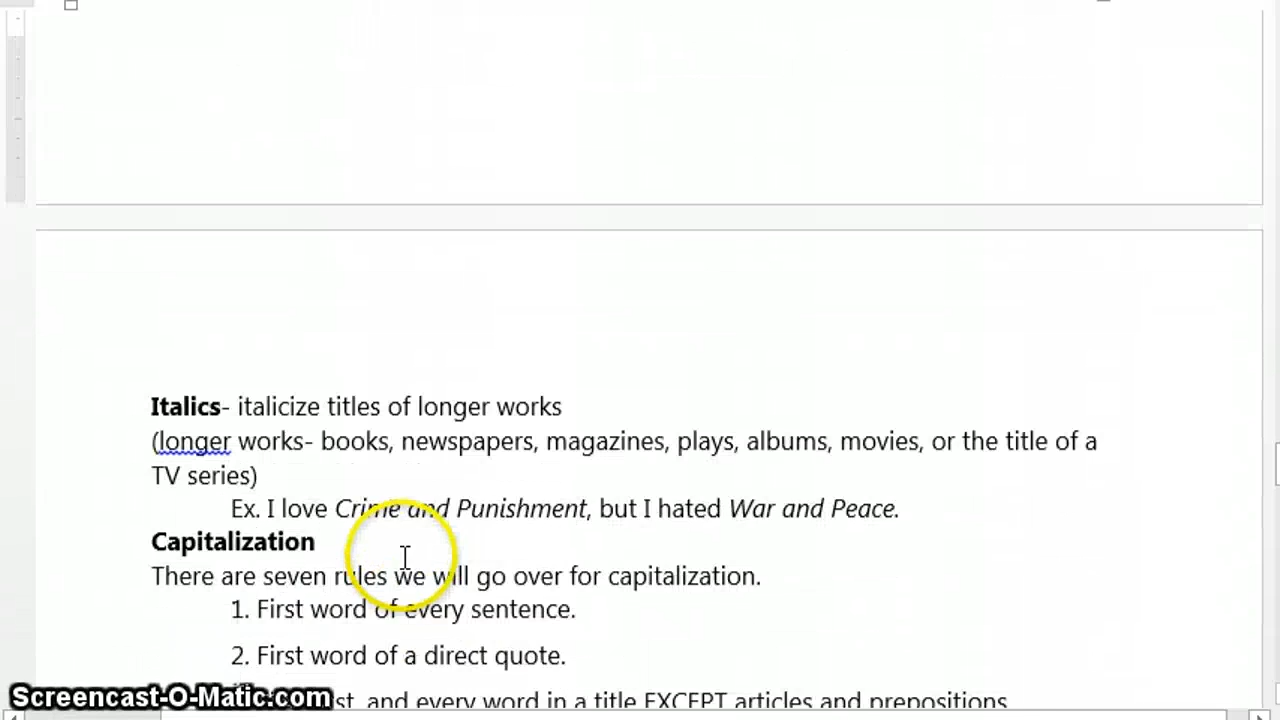 Italics- italicize titles of longer works
(longer works- books, newspapers, magazines, plays, albums, movies, or the title of a
TV series)
Ex. I love Crime and Punishment, but I hated War and Peace.
Capitalization
There are seven rules we will go over for capitalization.
1. First word of every sentence.
2. First word of a direct quote.
and every word in a title EXCEPT articles and prepositions
Screencast-O-Matic.com